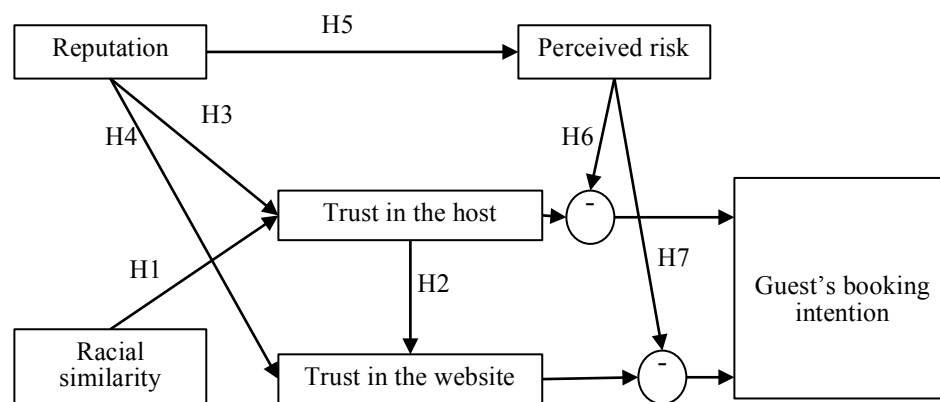 H5
Reputation
Perceived risk
H3
H4
H6
Trust in the host
-
H1
H2
H7
Guest’s booking
intention
Racial
similarity
Trust in the website
-